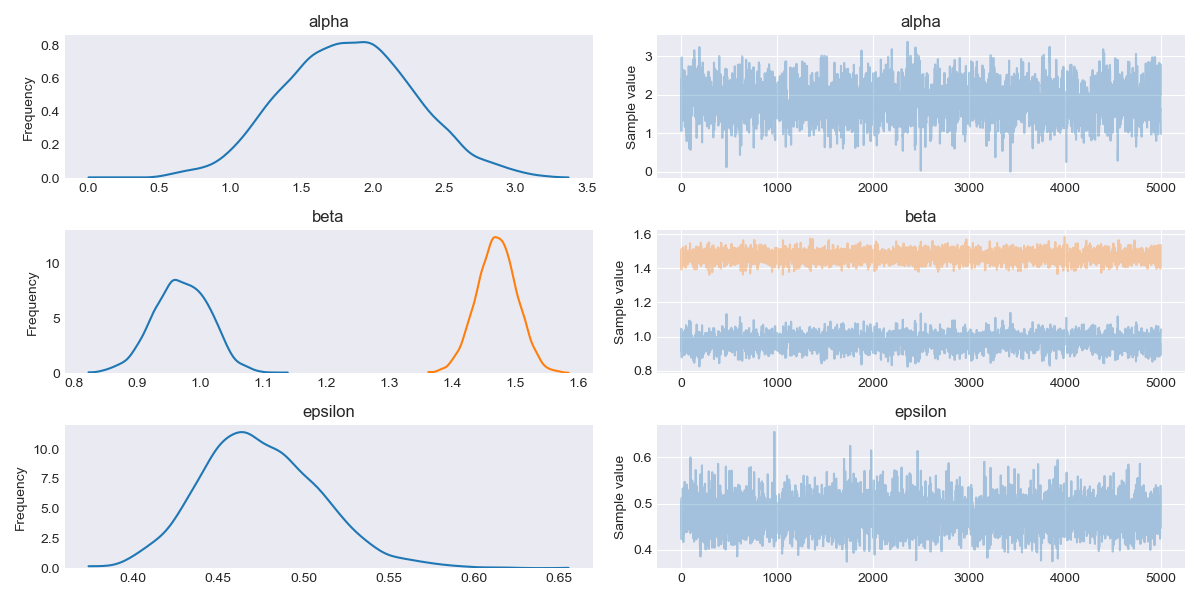 alpha
Frequency
0.8
0.6
0.4
0.2
0.0
0.0 0.5 1.0 1.5 2.0 2.5 3.0 3.5
alpha
Sample value
3
2
1
0
0 1000 2000 3000 4000 5000
beta
Frequency
10
5
0
0.8 0.9 1.0 1.1 1.2 1.3 1.4 1.5 1.6
beta
Sample value
1.6
1.4
1.2
1.0
0.8
0 1000 2000 3000 4000 5000
epsilon
Frequency
10.0
7.5
5.0
2.5
0.0
0.40 0.45 0.50 0.55 0.60 0.65
epsilon
Sample value
0.6
0.5
0.4
0 1000 2000 3000 4000 5000